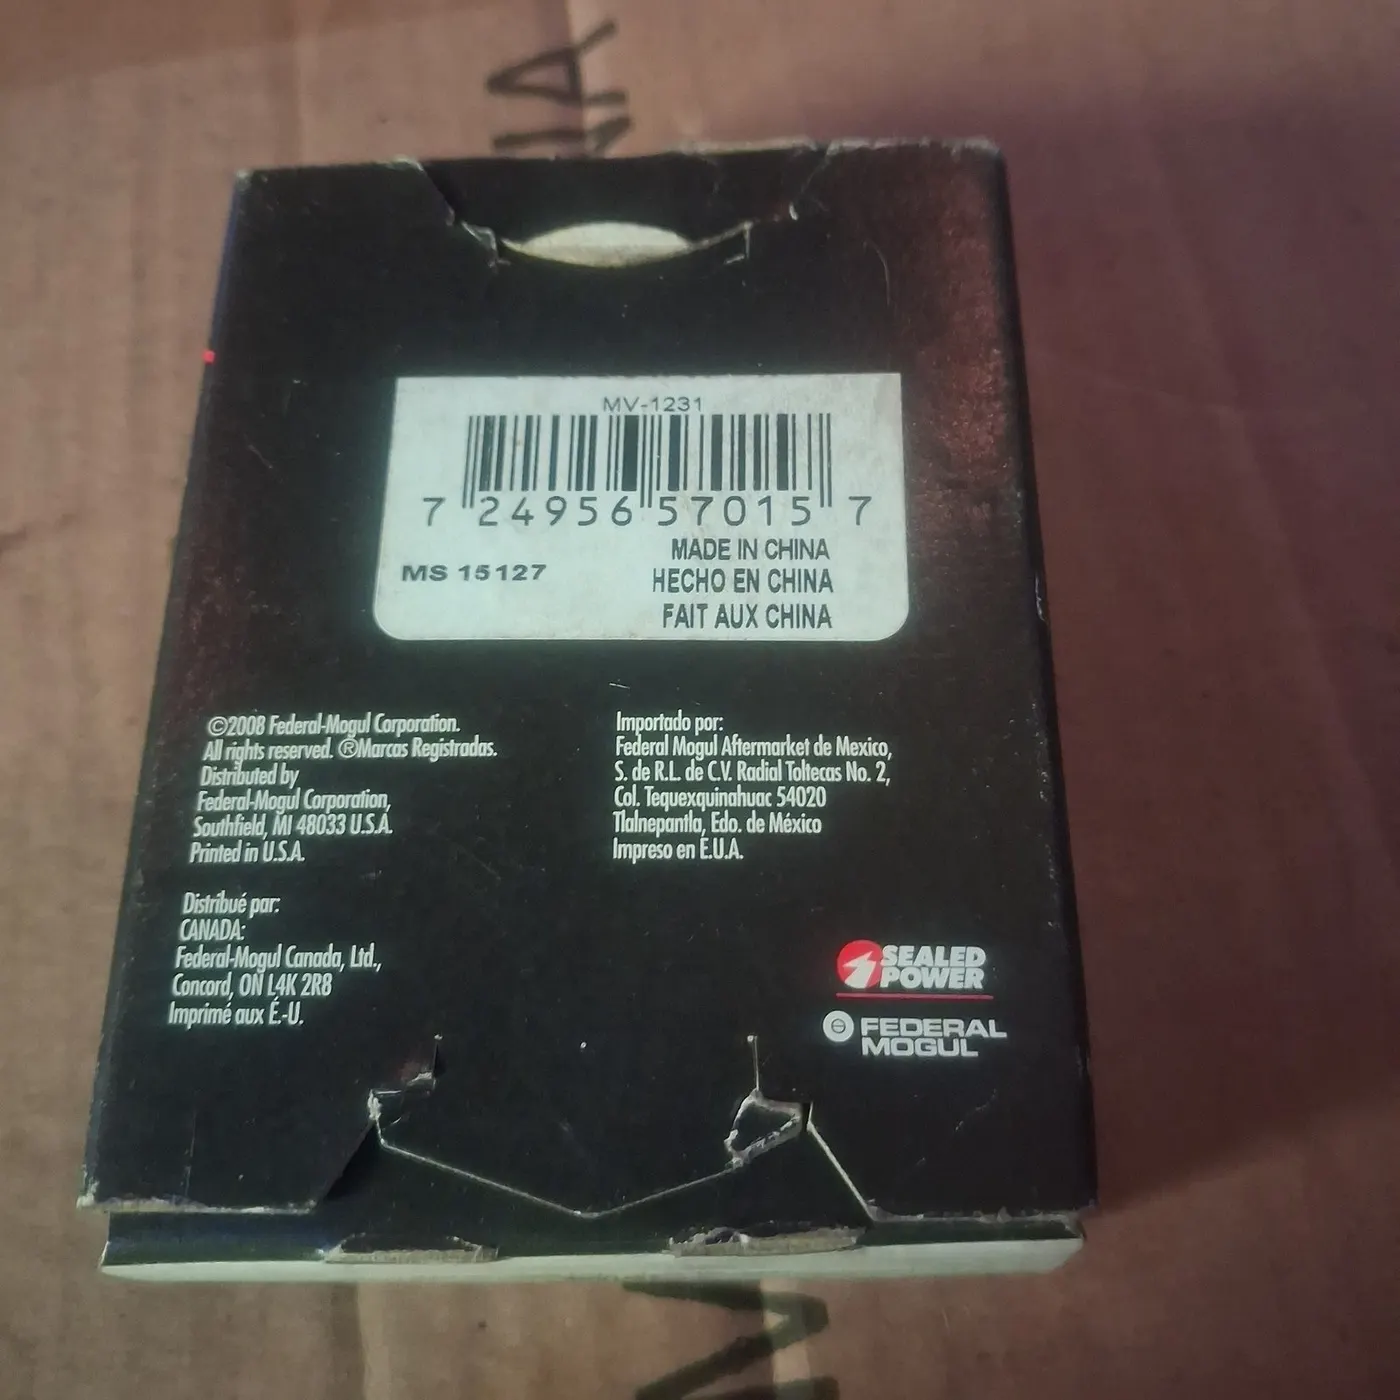 MV-1231
7 24956 57015 7
MADE IN CHINA
MS 15127
HECHO EN CHINA
FAIT AUX CHINA
©2008 Federal-Mogul Corporation.
All rights reserved. ®Marcas Registradas.
Distributed by
Federal-Mogul Corporation,
Southfield, MI 48033 U.S.A.
Printed in U.S.A.
Distribué par:
CANADA:
Federal-Mogul Canada, Ltd.,
Concord, ON L4K 2R8
Imprimé aux É.-U.
Importado por:
Federal Mogul Aftermarket de Mexico,
S. de R.L. de C.V. Radial Toltecas No. 2,
Col. Tequexquinahuac 54020
Tlalnepantla, Edo. de México
Impreso en E.U.A.
SEALED
POWER
FEDERAL
MOGUL